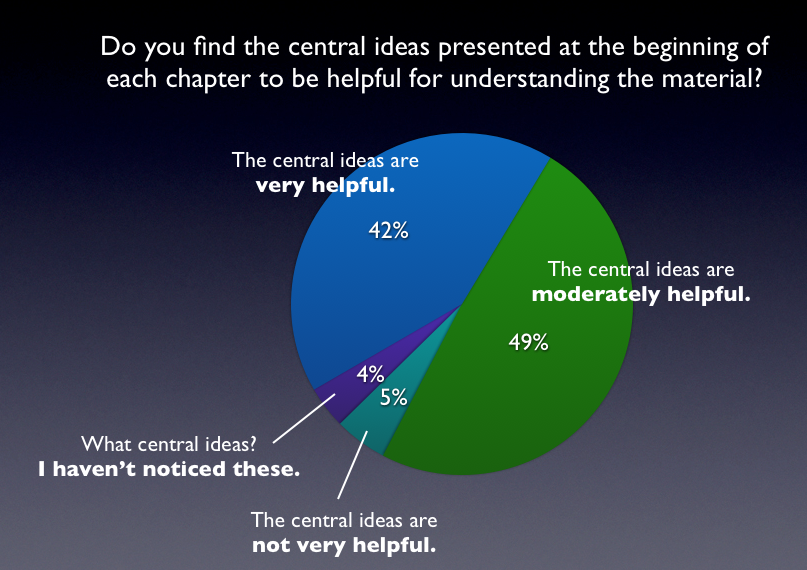 Do you find the central ideas presented at the beginning of
each chapter to be helpful for understanding the material?
The central ideas are
very helpful.
42%
The central ideas are
moderately helpful.
49%
4%
5%
What central ideas?
I haven’t noticed these.
The central ideas are
not very helpful.